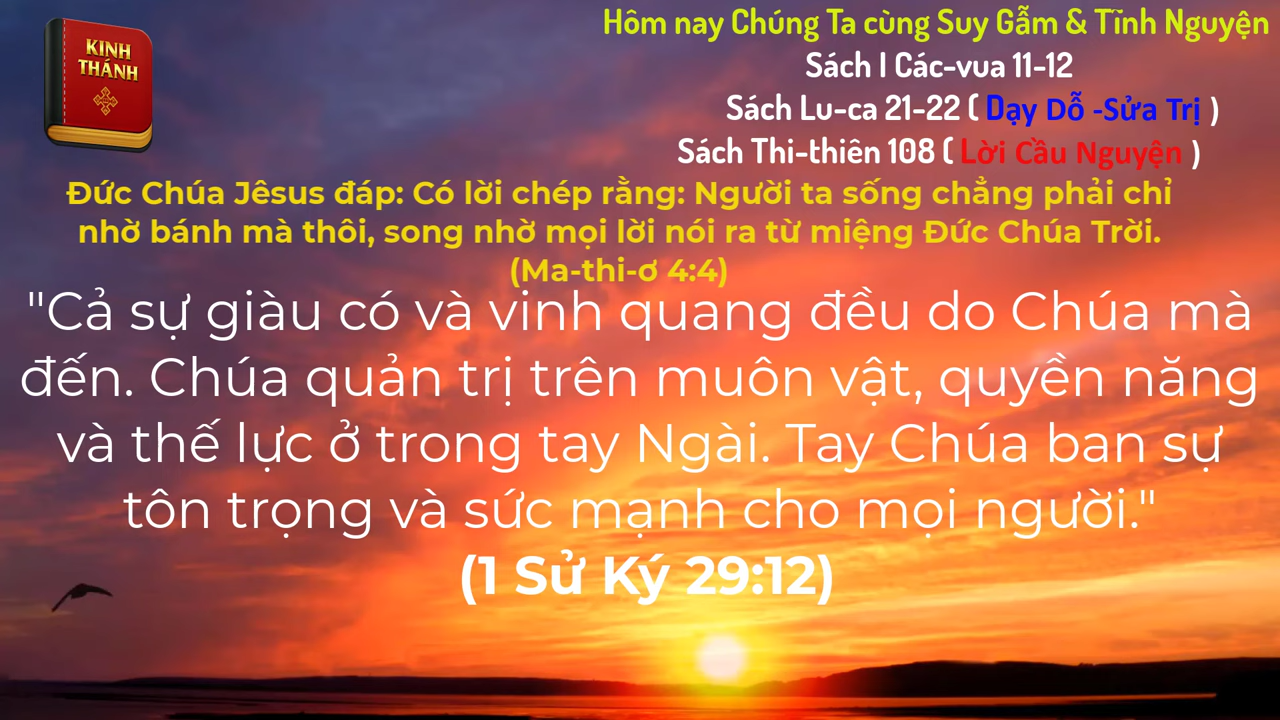 KINH
THÁNH
Hôm nay Chúng Ta cùng Suy Gẫm & Tĩnh Nguyện
Sách I Các-vua 11-12
Sách Lu-ca 21-22 ( Dạy Dỗ -Sửa Trị )
Sách Thi-thiên 108 ( Lời Cầu Nguyện )
Đức Chúa Jêsus đáp: Có lời chép rằng: Người ta sống chẳng phải chỉ
nhờ bánh mà thôi, song nhờ mọi lời nói ra từ miệng Đức Chúa Trời.
(Ma-thi-ơ 4:4)
"Cả sự giàu có và vinh quang đều do Chúa mà
đến. Chúa quản trị trên muôn vật, quyền năng
và thế lực ở trong tay Ngài. Tay Chúa ban sự
tôn trọng và sức mạnh cho mọi người."
(1 Sử Ký 29:12)